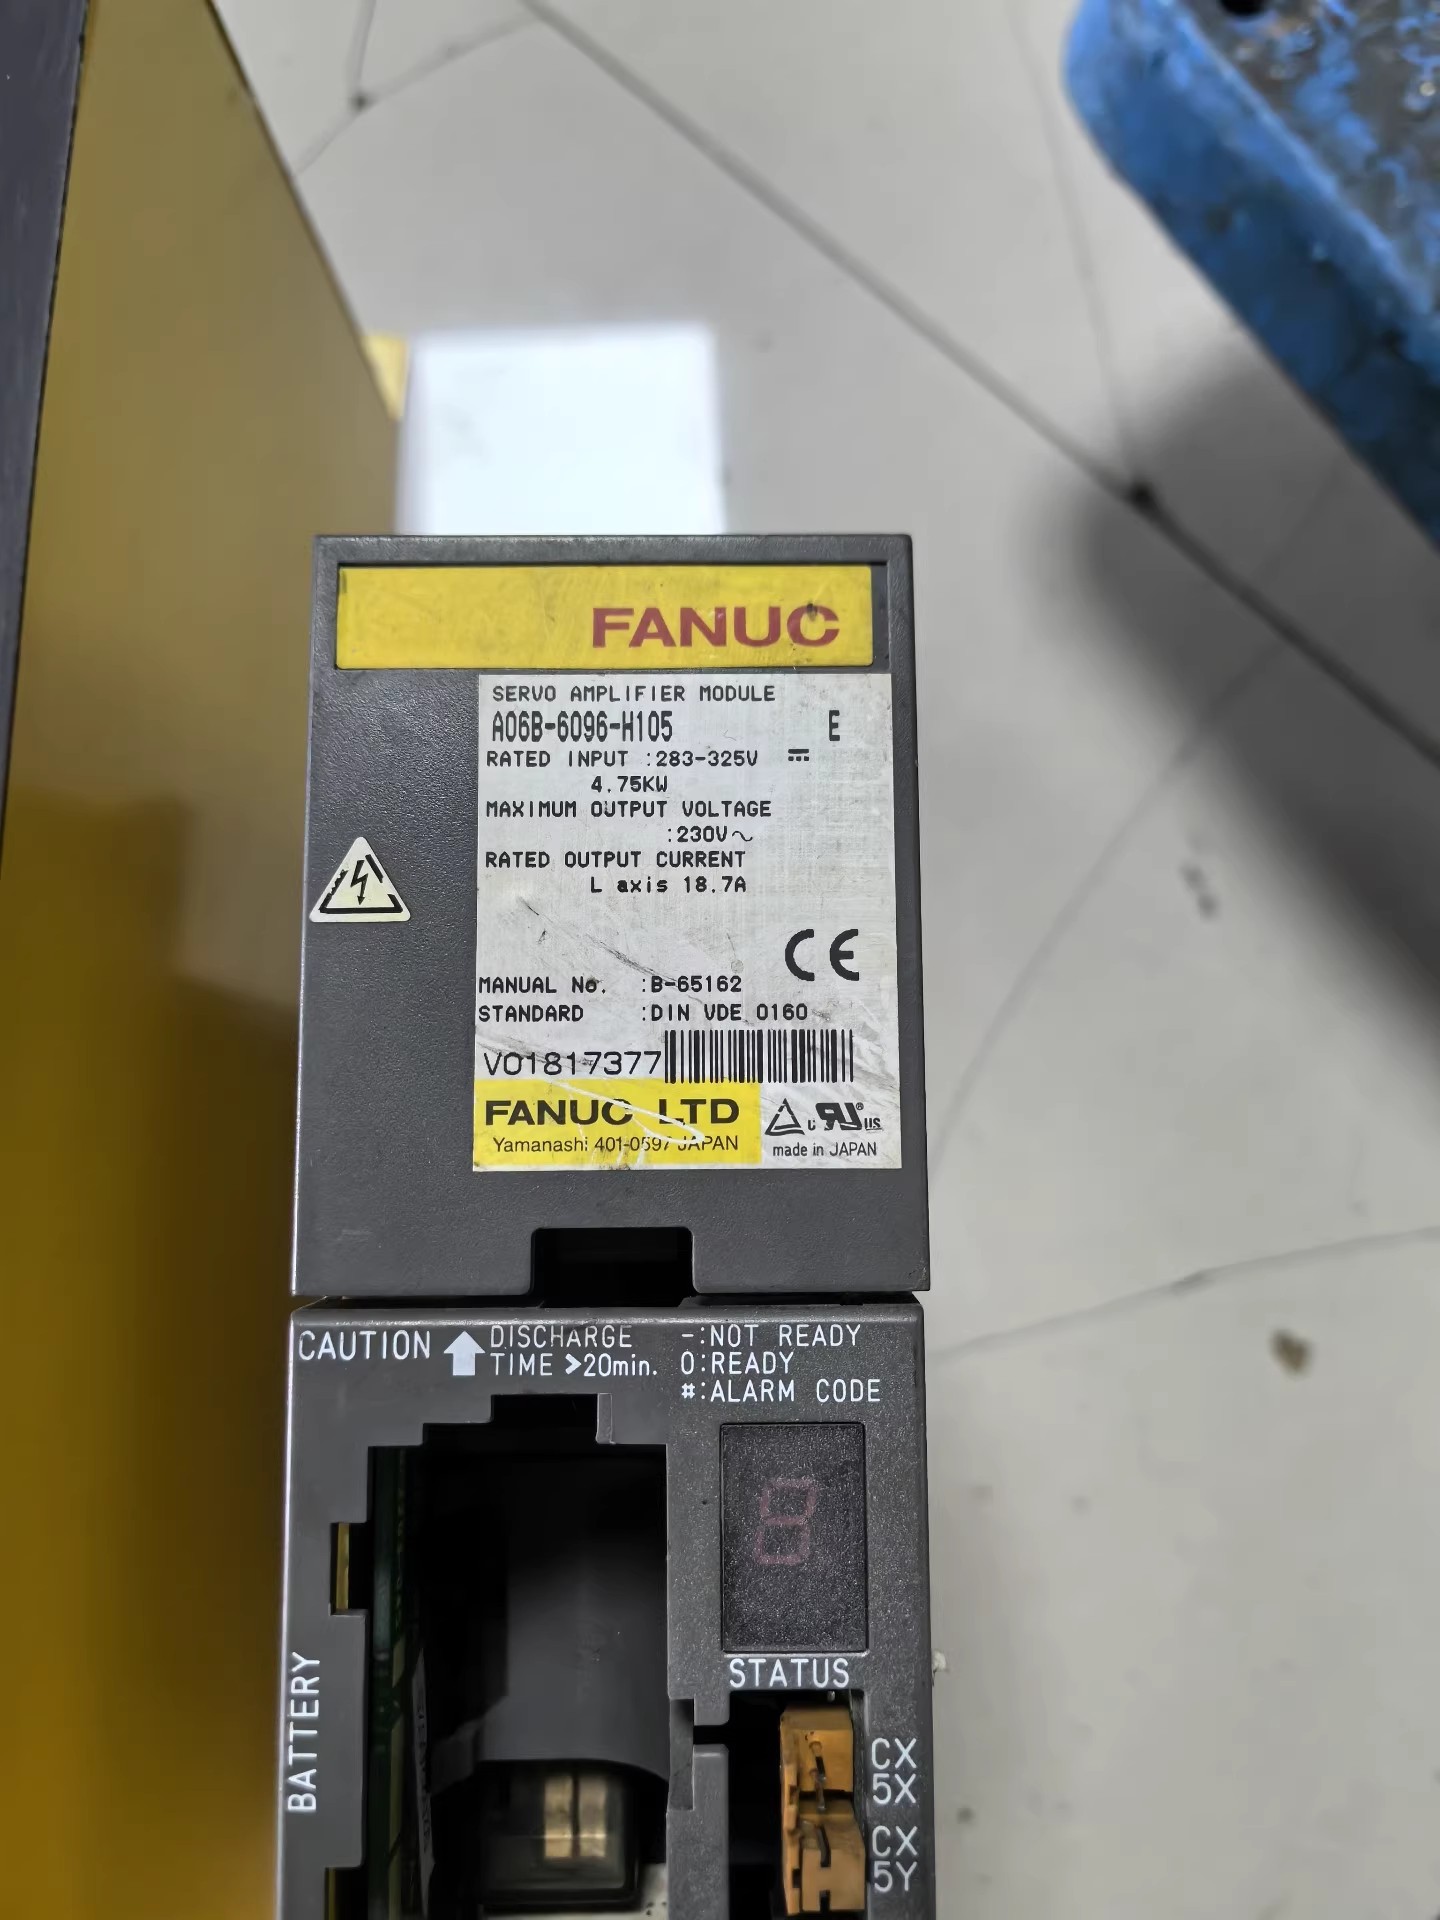 FANUC
SERVO AMPLIFIER MODULE
A06B-6096-H105 E
RATED INPUT :283-325V ⎓
4.75KW
MAXIMUM OUTPUT VOLTAGE
:230V~
RATED OUTPUT CURRENT
L axis 18.7A
CE
MANUAL No. :B-65162
STANDARD :DIN VDE 0160
V01817377
FANUC LTD
Yamanashi 401-0597 JAPAN
c RU ® us
made in JAPAN
CAUTION
DISCHARGE
TIME >20min.
-:NOT READY
0:READY
#:ALARM CODE
8
STATUS
BATTERY
CX
5X
CX
5Y